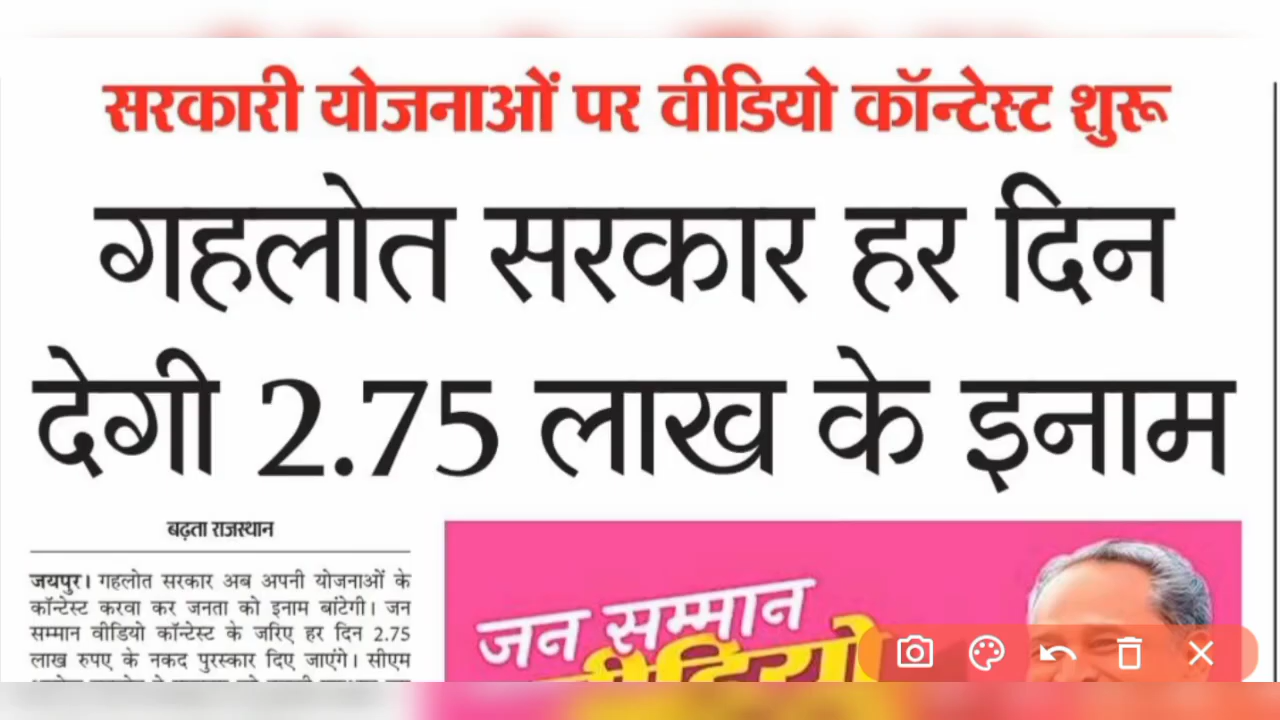 सरकारी योजनाओं पर वीडियो कॉन्टेस्ट शुरू
गहलोत सरकार हर दिन
देगी 2.75 लाख के इनाम
बढ़ता राजस्थान
जयपुर। गहलोत सरकार अब अपनी योजनाओं के
कॉन्टेस्ट करवा कर जनता को इनाम बांटेगी। जन
सम्मान वीडियो कॉन्टेस्ट के जरिए हर दिन 2.75
लाख रुपए के नकद पुरस्कार दिए जाएंगे। सीएम
जन सम्मान
वीडियो